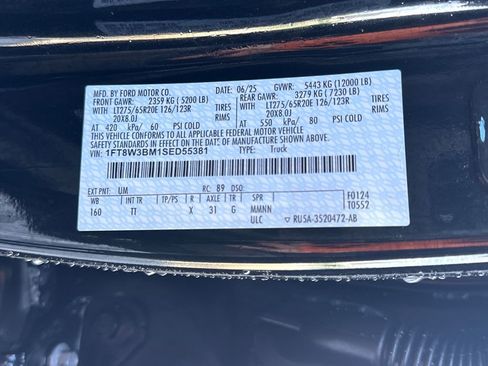 MFD. BY FORD MOTOR CO.
DATE: 06/25 GVWR: 5443 KG (12000 LB)
FRONT GAWR: 2359 KG (5200 LB) REAR GAWR: 3279 KG (7230 LB)
WITH LT275/65R20E 126/123R TIRES WITH LT275/65R20E 126/123R TIRES
20X8.0J RIMS 20X8.0J RIMS
AT 420 kPa/ 60 PSI COLD AT 550 kPa/ 80 PSI COLD
THIS VEHICLE CONFORMS TO ALL APPLICABLE FEDERAL MOTOR VEHICLE
SAFETY STANDARDS IN EFFECT ON THE DATE OF MANUFACTURE SHOWN ABOVE.
VIN: 1FT8W3BM1SED55381 TYPE: Truck
EXT PNT: UM RC: 89 DSO: F0124
WB INT TR TP/PS R AXLE TR SPR T0552
160 TT X 31 G MMNN
ULC RUSA-3520472-AB